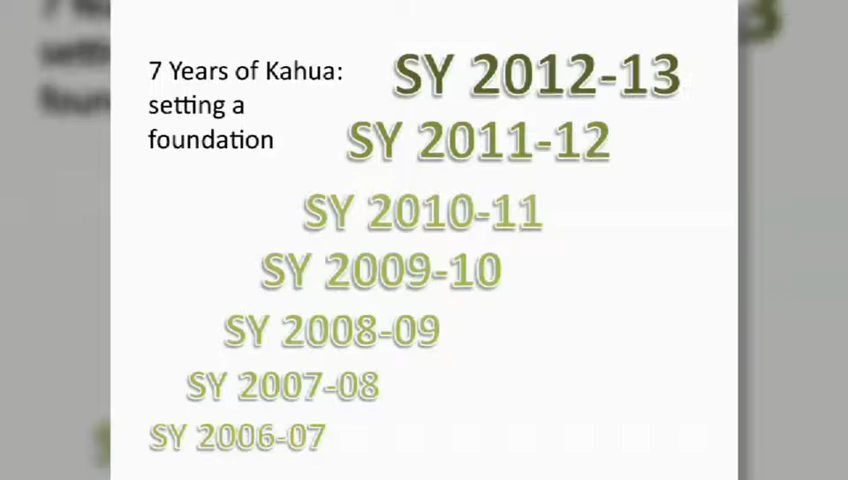 7 Years of Kahua:
setting a
foundation
SY 2012-13
SY 2011-12
SY 2010-11
SY 2009-10
SY 2008-09
SY 2007-08
SY 2006-07